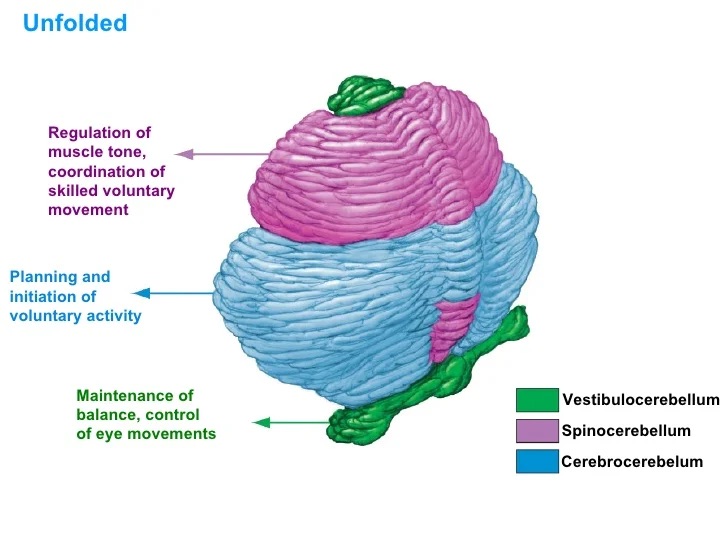 Unfolded
Regulation of
muscle tone,
coordination of
skilled voluntary
movement
Planning and
initiation of
voluntary activity
Maintenance of
balance, control
of eye movements
Vestibulocerebellum
Spinocerebellum
Cerebrocerebelum